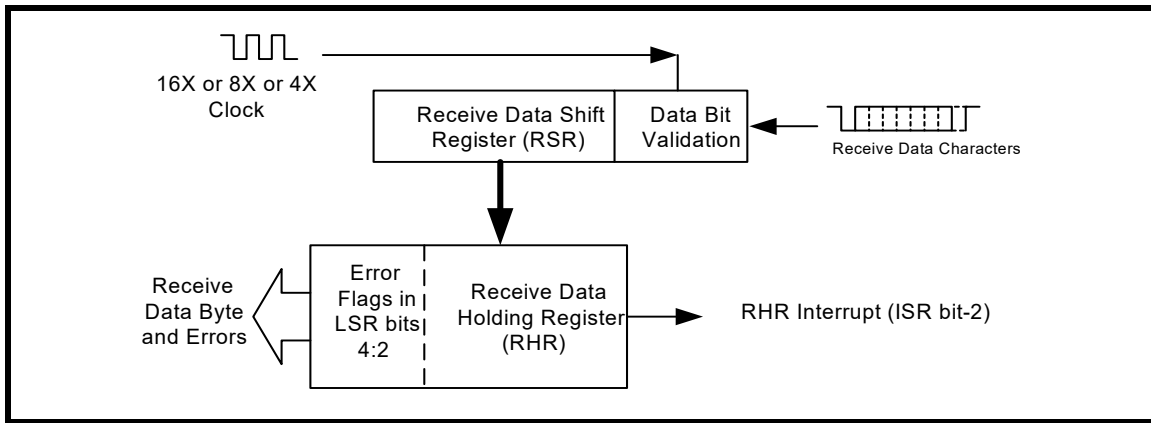 16X or 8X or 4X
Clock
Receive Data Shift
Register (RSR)
Data Bit
Validation
Receive Data Characters
Receive
Data Byte
and Errors
Error
Flags in
LSR bits
4:2
Receive Data
Holding Register
(RHR)
RHR Interrupt (ISR bit-2)